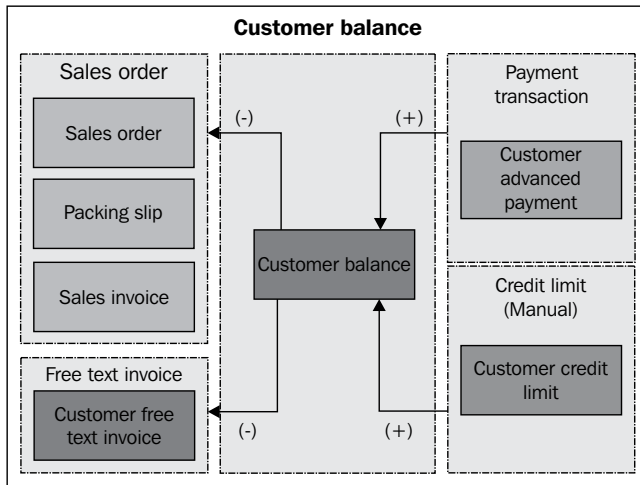 Customer balance
Sales order
Sales order
Packing slip
Sales invoice
Free text invoice
Customer free
text invoice
(-)
(+)
Customer balance
(-)
(+)
Payment
transaction
Customer
advanced
payment
Credit limit
(Manual)
Customer credit
limit